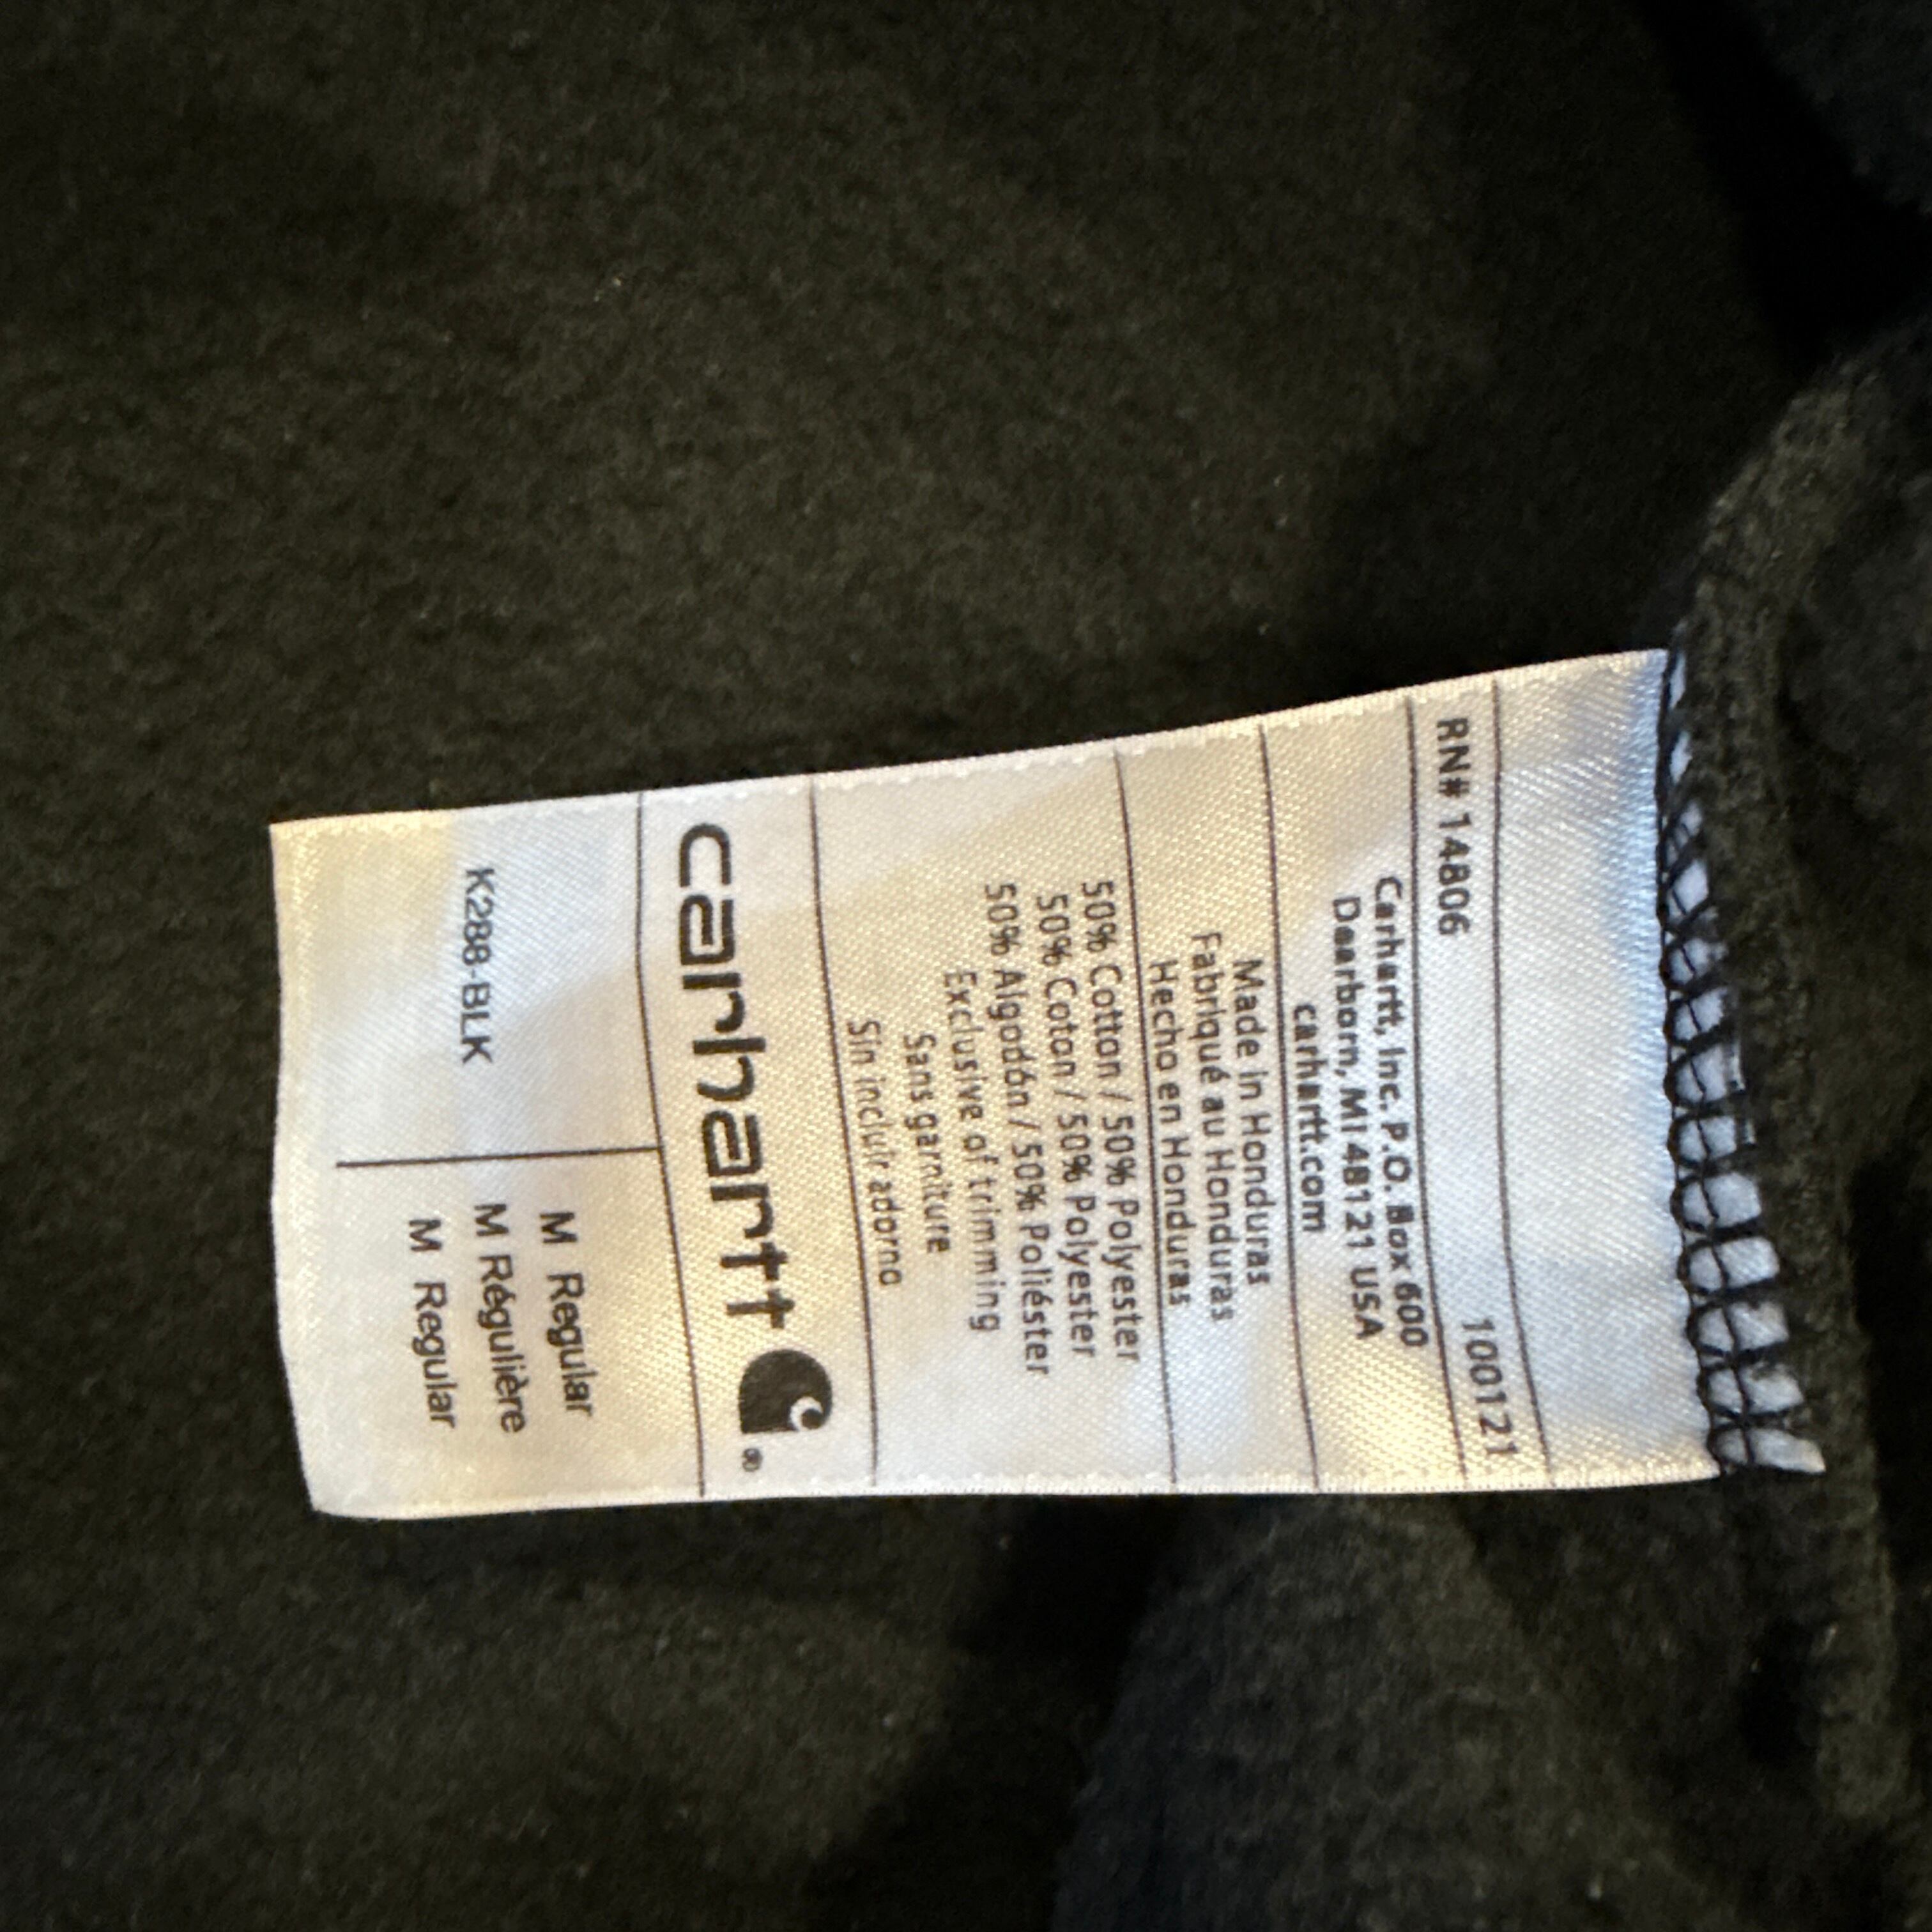 RN# 14806 100121
Carhartt, Inc. P.O. Box 600
Dearborn, MI 48121 USA
carhartt.com
Made in Honduras
Fabriqué au Honduras
Hecho en Honduras
50% Cotton / 50% Polyester
50% Coton / 50% Polyester
50% Algodón / 50% Poliéster
Exclusive of trimming
Sans garniture
Sin incluir adorno
carhartt ®
K288-BLK
M Regular
M Régulière
M Regular